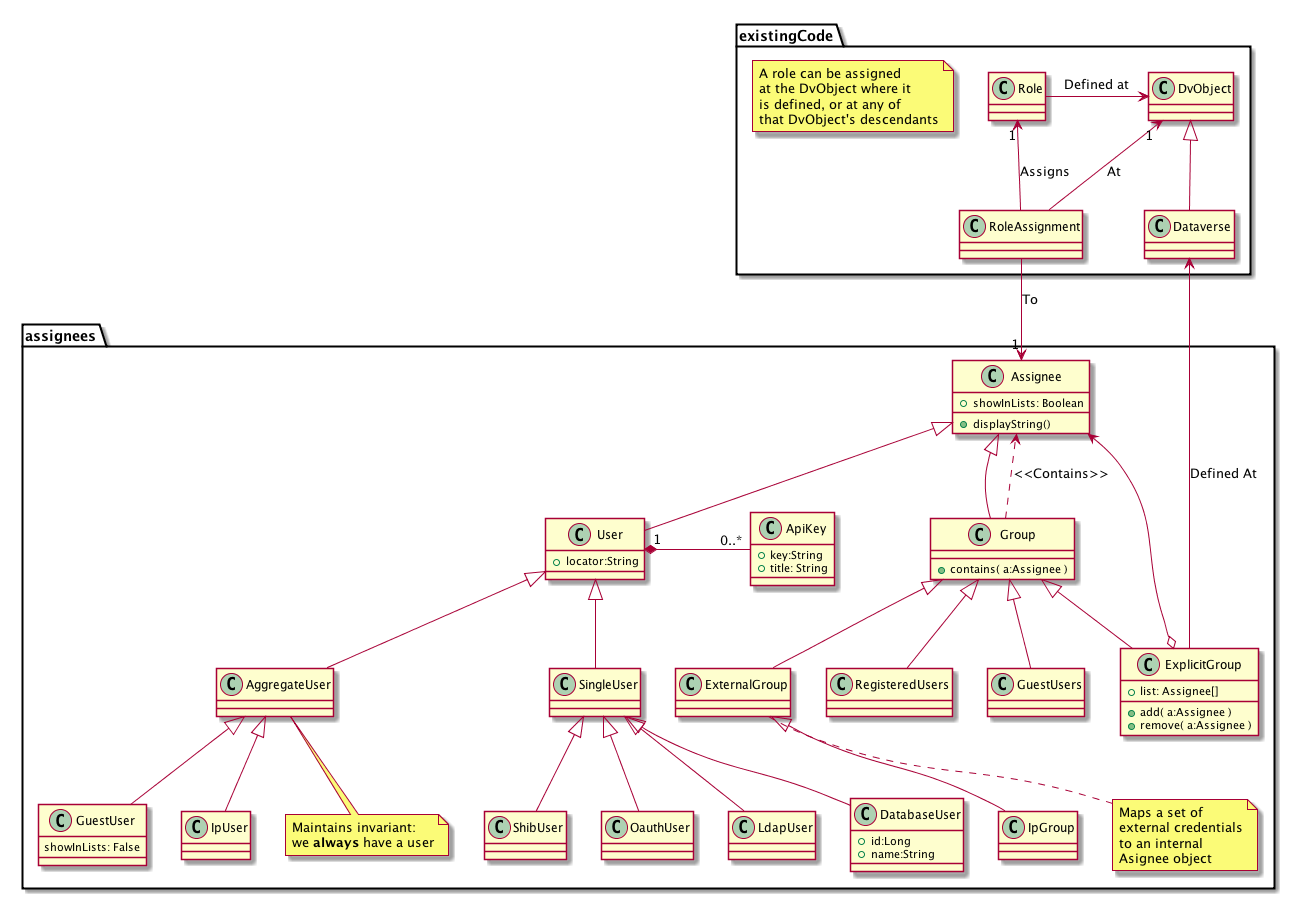 existingCode
A role can be assigned
at the DvObject where it
is defined, or at any of
that DvObject's descendants
C Role
Defined at
C DvObject
1
1
Assigns
At
C RoleAssignment
C Dataverse
To
assignees
1
C Assignee
showInLists: Boolean
displayString()
<<Contains>>
Defined At
C User
locator:String
1
0..*
C ApiKey
key:String
title: String
C Group
contains( a:Assignee )
C AggregateUser
C SingleUser
C ExternalGroup
C RegisteredUsers
C GuestUsers
C ExplicitGroup
list: Assignee[]
add( a:Assignee )
remove( a:Assignee )
C GuestUser
showInLists: False
C IpUser
Maintains invariant:
we always have a user
C ShibUser
C OauthUser
C LdapUser
C DatabaseUser
id:Long
name:String
C IpGroup
Maps a set of
external credentials
to an internal
Asignee object